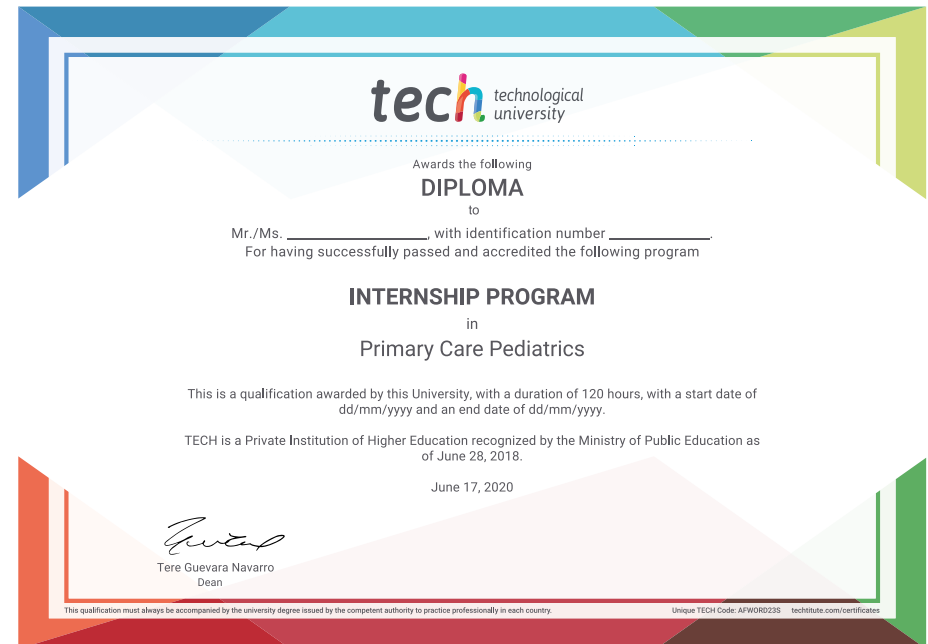 tech technological
university
Awards the following
DIPLOMA
to
Mr./Ms. ____________________, with identification number ______________.
For having successfully passed and accredited the following program
INTERNSHIP PROGRAM
in
Primary Care Pediatrics
This is a qualification awarded by this University, with a duration of 120 hours, with a start date of
dd/mm/yyyy and an end date of dd/mm/yyyy.
TECH is a Private Institution of Higher Education recognized by the Ministry of Public Education as
of June 28, 2018.
June 17, 2020
Tere Guevara Navarro
Dean
This qualification must always be accompanied by the university degree issued by the competent authority to practice professionally in each country. Unique TECH Code: AFWORD23S techtitute.com/certificates